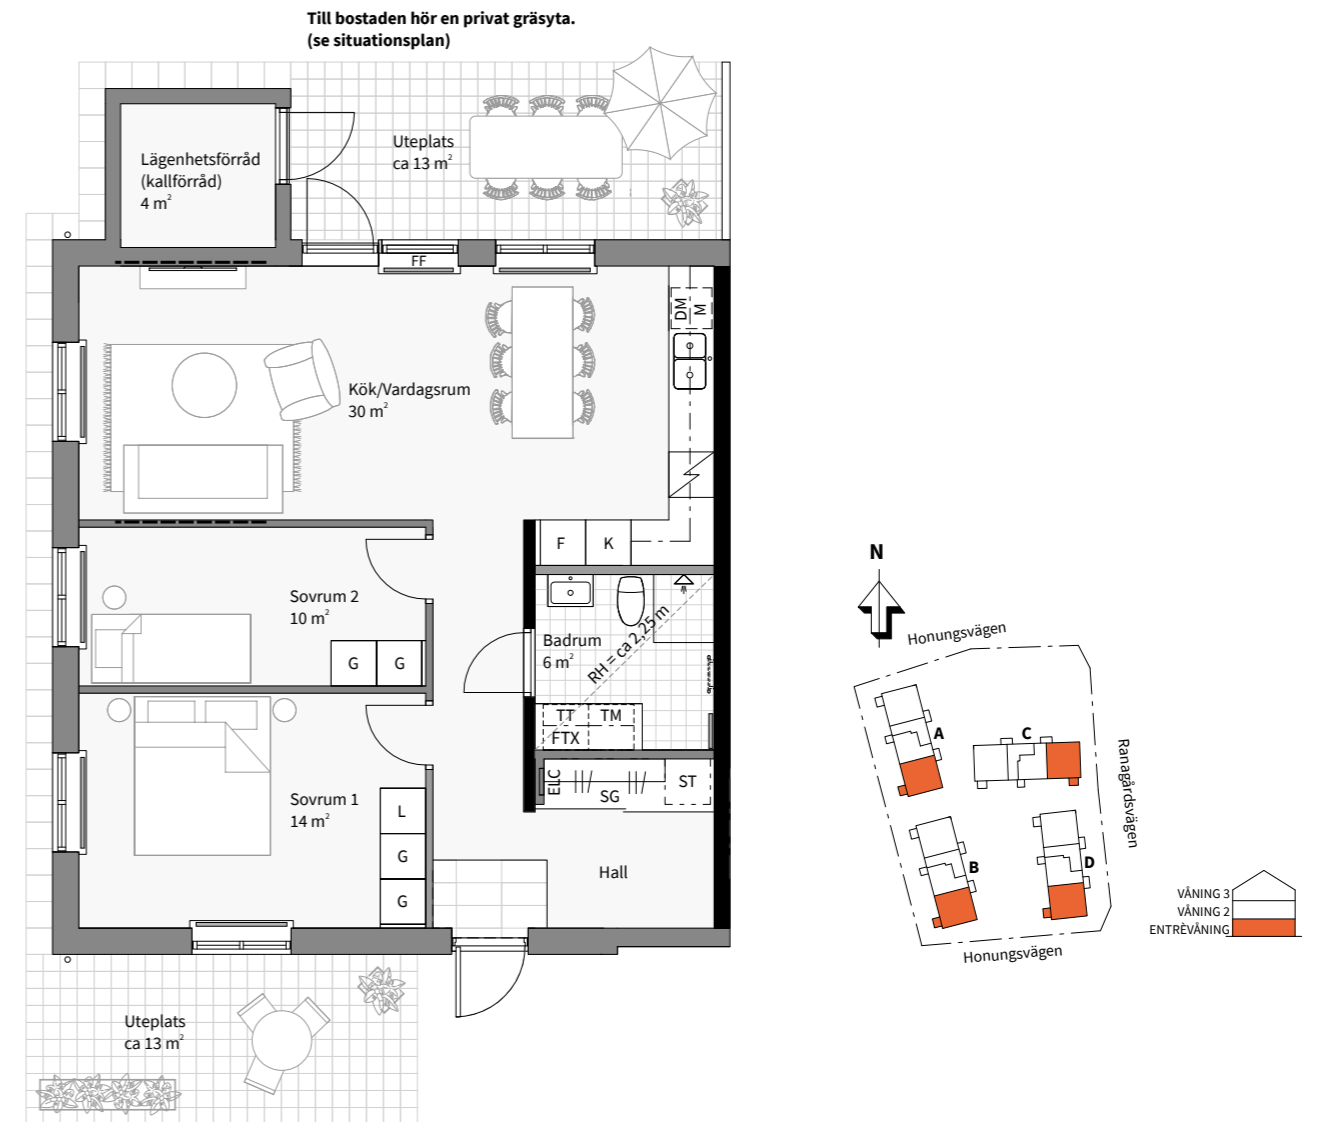 Till bostaden hör en privat gräsyta.
(se situationsplan)
Uteplats
ca 13 m²
Lägenhetsförråd
(kallförråd)
4 m²
FF
DM
M
Kök/Vardagsrum
30 m²
F
K
Sovrum 2
10 m²
G
G
Badrum
6 m²
RH = ca 2,25 m
TT
TM
FTX
ELC
SG
ST
Sovrum 1
14 m²
L
G
G
Hall
Uteplats
ca 13 m²
N
Honungsvägen
A
C
Ranagårdsvägen
B
D
Honungsvägen
VÅNING 3
VÅNING 2
ENTRÈVÅNING